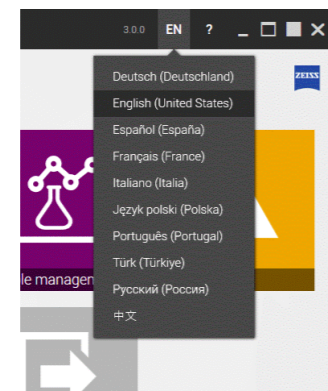 3.0.0 EN ?
Deutsch (Deutschland)
ZEISS
English (United States)
Español (España)
Français (France)
Italiano (Italia)
Język polski (Polska)
Português (Portugal)
Türk (Türkiye)
le managem
Русский (Россия)
中文